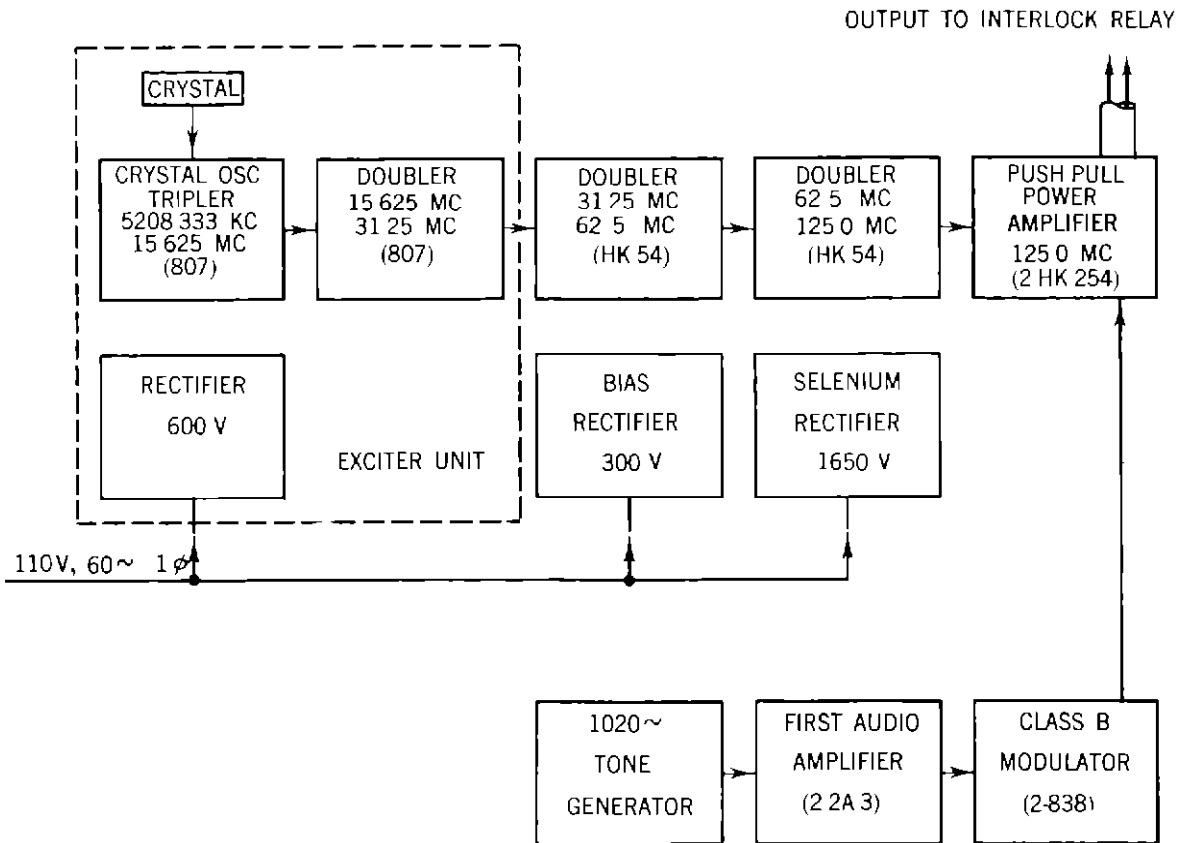 OUTPUT TO INTERLOCK RELAY
CRYSTAL
CRYSTAL OSC
TRIPLER
5208 333 KC
15 625 MC
(807)
DOUBLER
15 625 MC
31 25 MC
(807)
DOUBLER
31 25 MC
62 5 MC
(HK 54)
DOUBLER
62 5 MC
125 0 MC
(HK 54)
PUSH PULL
POWER
AMPLIFIER
125 0 MC
(2 HK 254)
RECTIFIER
600 V
EXCITER UNIT
BIAS
RECTIFIER
300 V
SELENIUM
RECTIFIER
1650 V
110V, 60~ 1ϕ
1020~
TONE
GENERATOR
FIRST AUDIO
AMPLIFIER
(2 2A 3)
CLASS B
MODULATOR
(2-838)